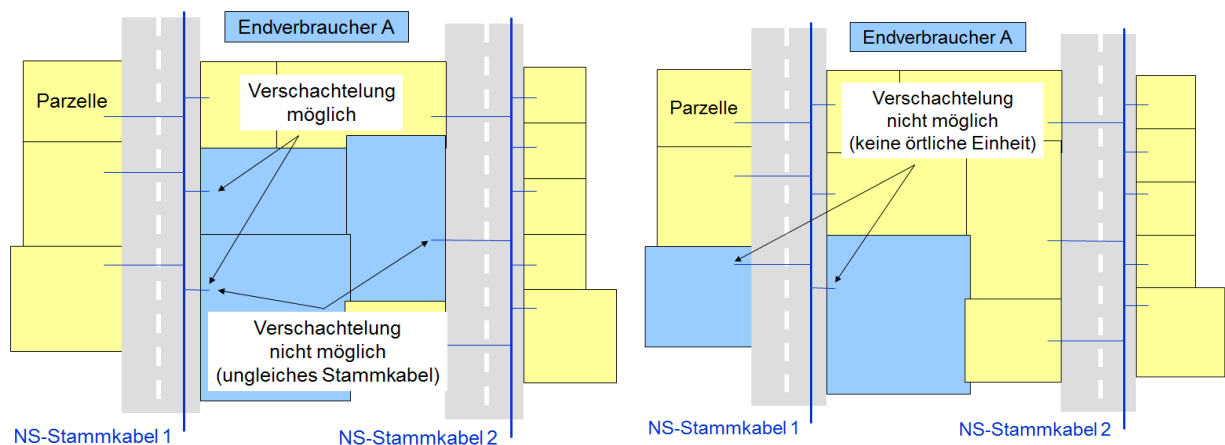 Endverbraucher A
Parzelle
Verschachtelung
möglich
Verschachtelung
nicht möglich
(ungleiches Stammkabel)
NS-Stammkabel 1
NS-Stammkabel 2
Endverbraucher A
Parzelle
Verschachtelung
nicht möglich
(keine örtliche Einheit)
NS-Stammkabel 1
NS-Stammkabel 2